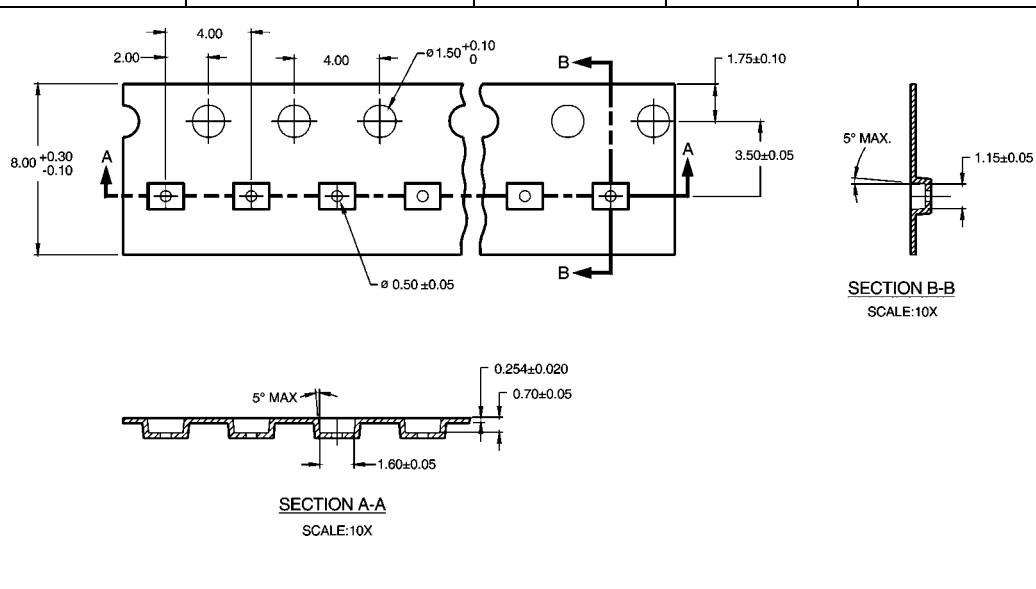 4.00
2.00
4.00
ø1.50 +0.10
0
B
1.75±0.10
8.00 +0.30
-0.10
A
A
3.50±0.05
5° MAX.
1.15±0.05
B
ø 0.50 ±0.05
SECTION B-B
SCALE:10X
0.254±0.020
5° MAX
0.70±0.05
1.60±0.05
SECTION A-A
SCALE:10X